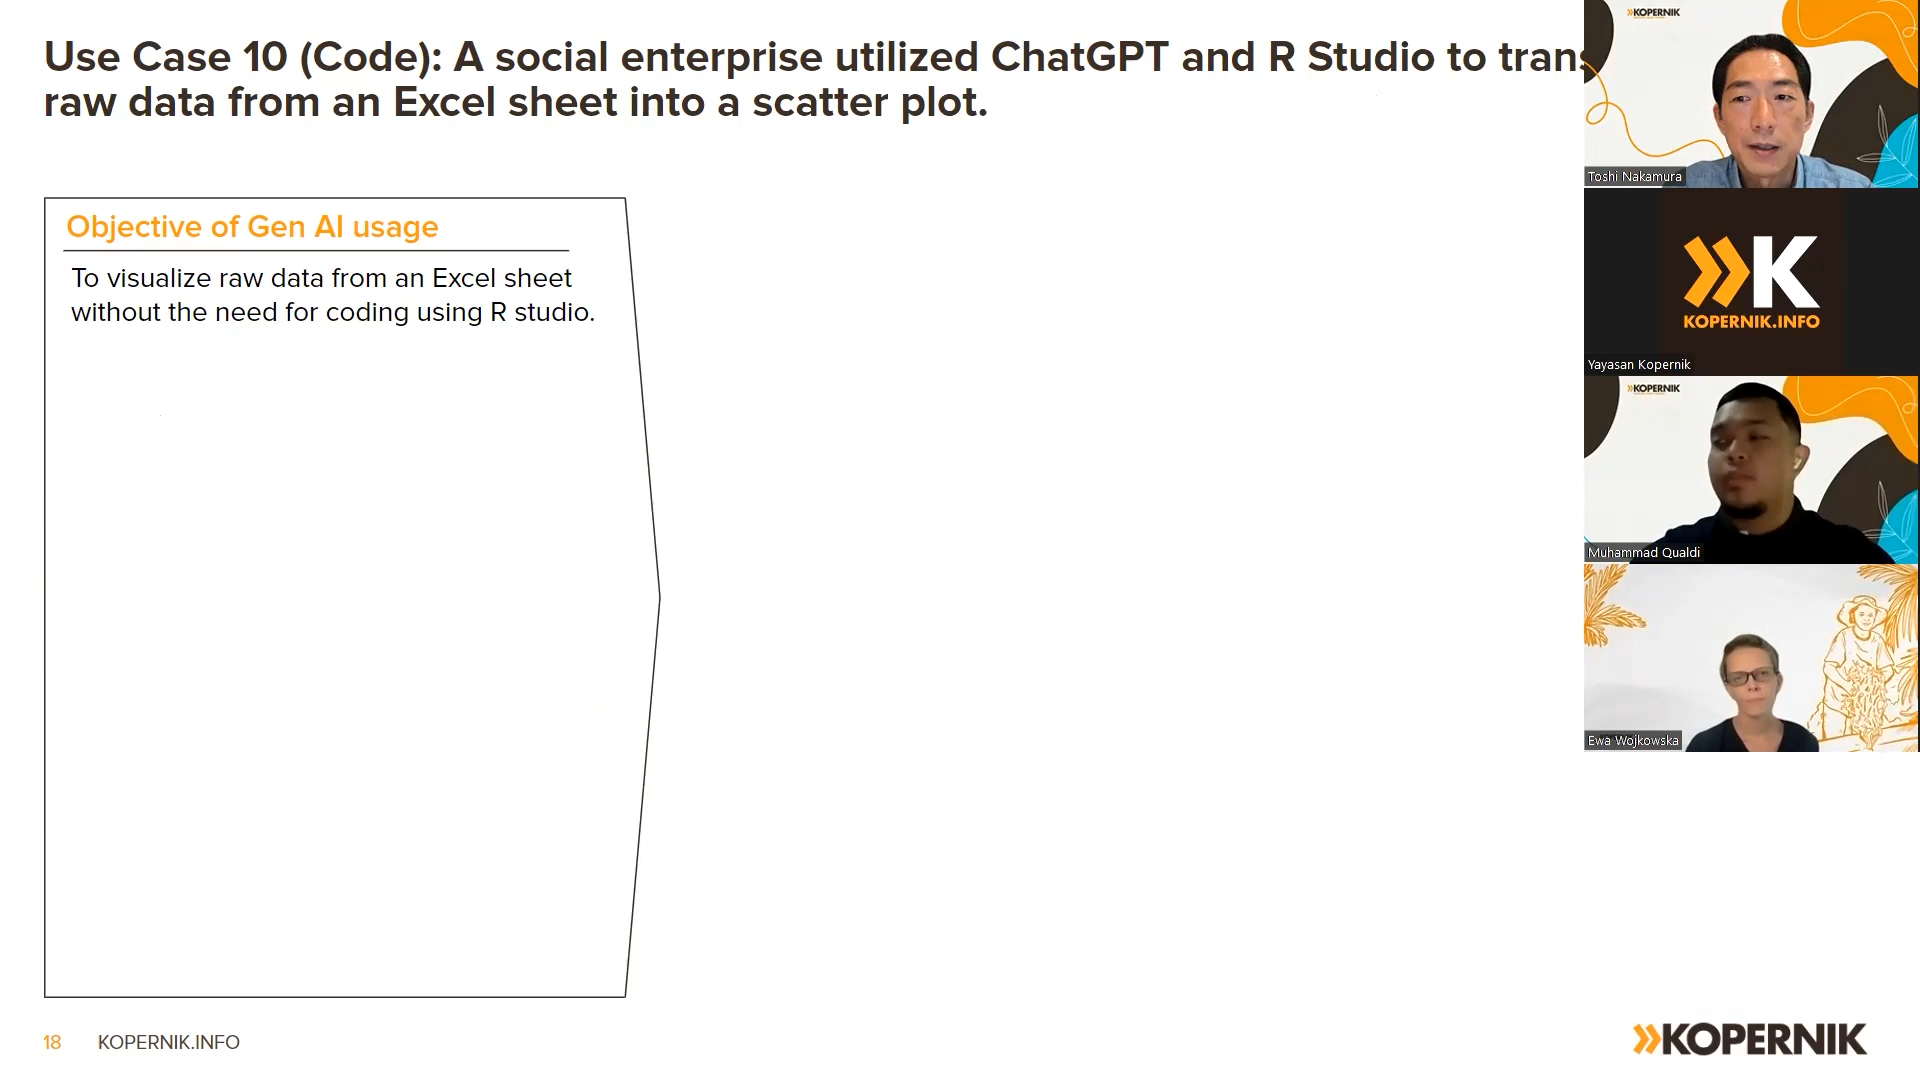 Use Case 10 (Code): A social enterprise utilized ChatGPT and R Studio to trans
raw data from an Excel sheet into a scatter plot.
Objective of Gen AI usage
To visualize raw data from an Excel sheet
without the need for coding using R studio.
18 KOPERNIK.INFO
KOPERNIK
KOPERNIK
Toshi Nakamura
K
KOPERNIK.INFO
Yayasan Kopernik
KOPERNIK
Muhammad Qualdi
Ewa Wojkowska